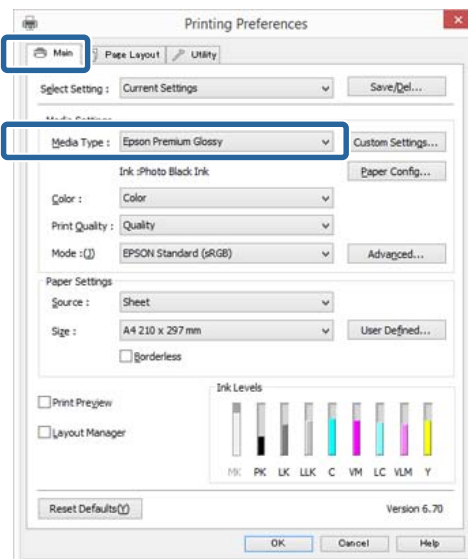 Printing Preferences
Main Page Layout Utility
Select Setting : Current Settings Save/Del...
Media Settings
Media Type : Epson Premium Glossy Custom Settings...
Ink :Photo Black Ink Paper Config...
Color : Color
Print Quality : Quality
Mode :(J) EPSON Standard (sRGB) Advanced...
Paper Settings
Source : Sheet
Size : A4 210 x 297 mm User Defined...
Borderless
Ink Levels
Print Preview
Layout Manager
MK PK LK LLK C VM LC VLM Y
Reset Defaults(Y) Version 6.70
OK Cancel Help